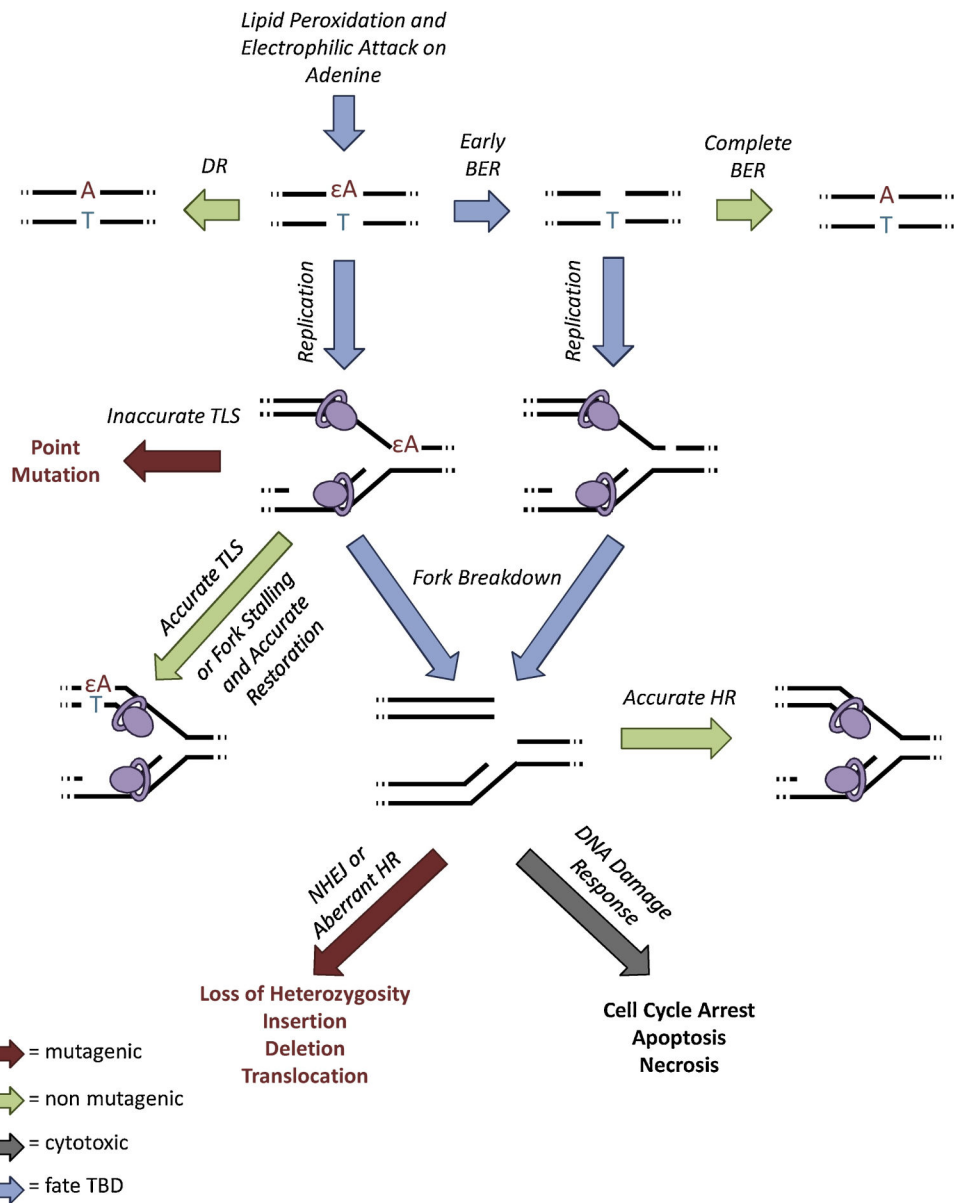 Lipid Peroxidation and
Electrophilic Attack on
Adenine
DR
Early
BER
Complete
BER
A
T
εA
T
T
A
T
Replication
Replication
Inaccurate TLS
Point
Mutation
εA
Accurate TLS
or Fork Stalling
and Accurate
Restoration
Fork Breakdown
εA
T
Accurate HR
NHEJ or
Aberrant HR
DNA Damage
Response
Loss of Heterozygosity
Insertion
Deletion
Translocation
Cell Cycle Arrest
Apoptosis
Necrosis
= mutagenic
= non mutagenic
= cytotoxic
= fate TBD